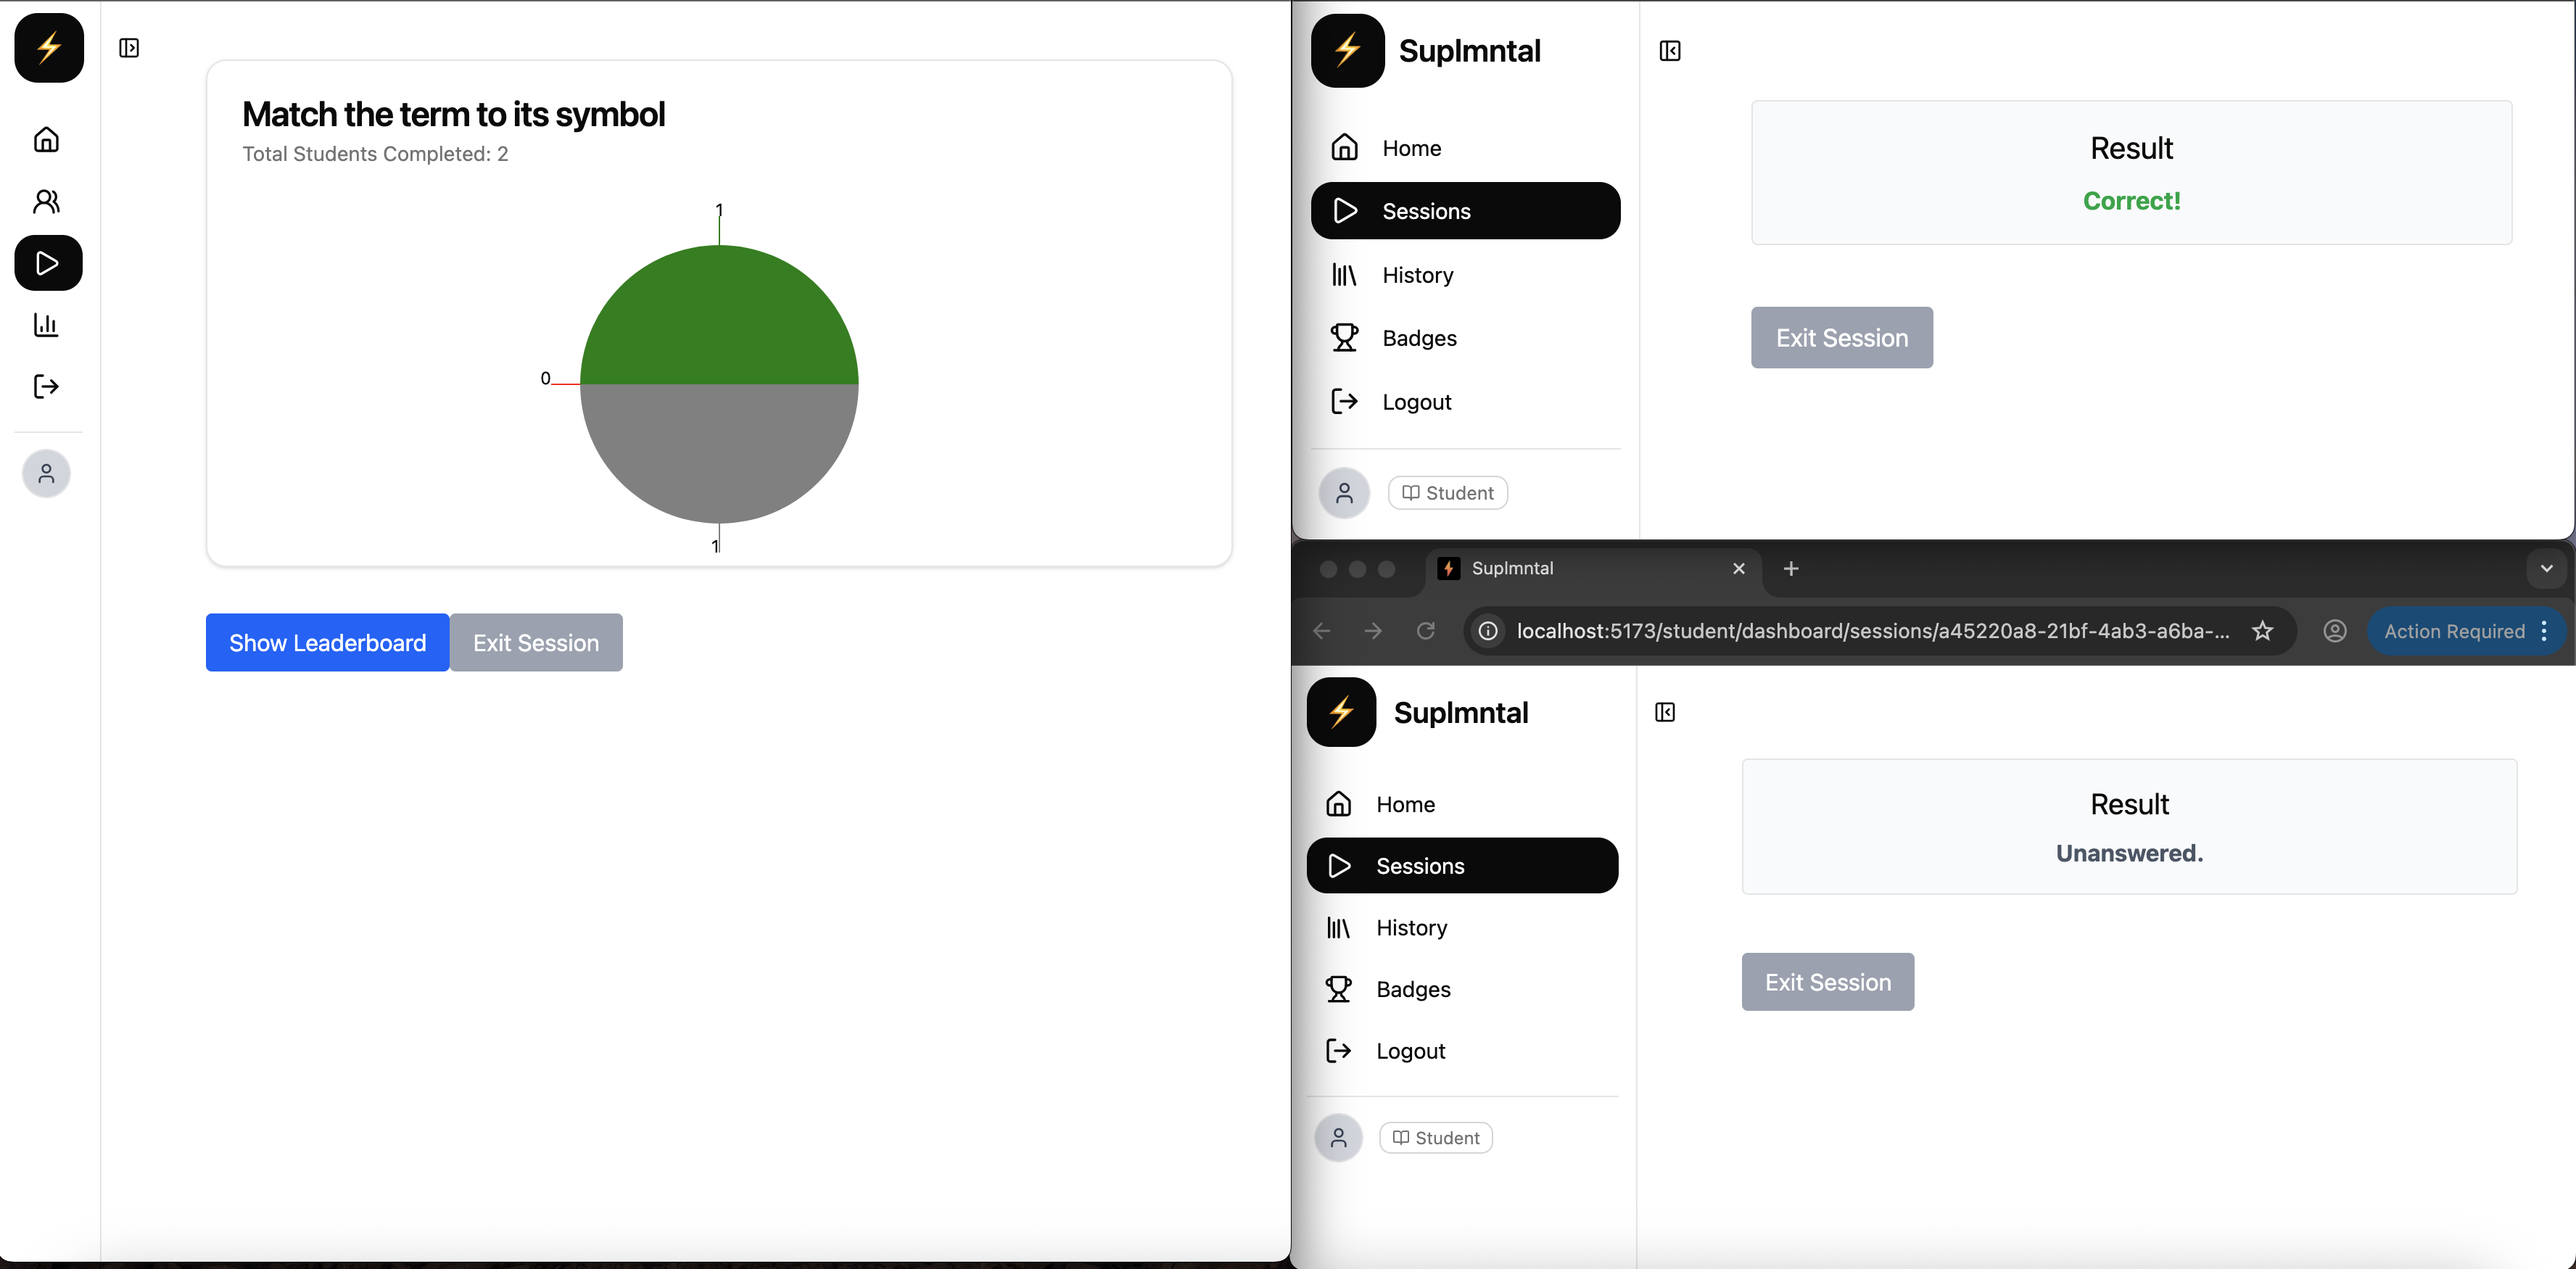 Match the term to its symbol
Total Students Completed: 2
1
0
1
Show Leaderboard
Exit Session
Suplmntal
Home
Sessions
History
Badges
Logout
Student
Result
Correct!
Exit Session
Suplmntal
localhost:5173/student/dashboard/sessions/a45220a8-21bf-4ab3-a6ba-...
Action Required
Suplmntal
Home
Sessions
History
Badges
Logout
Student
Result
Unanswered.
Exit Session